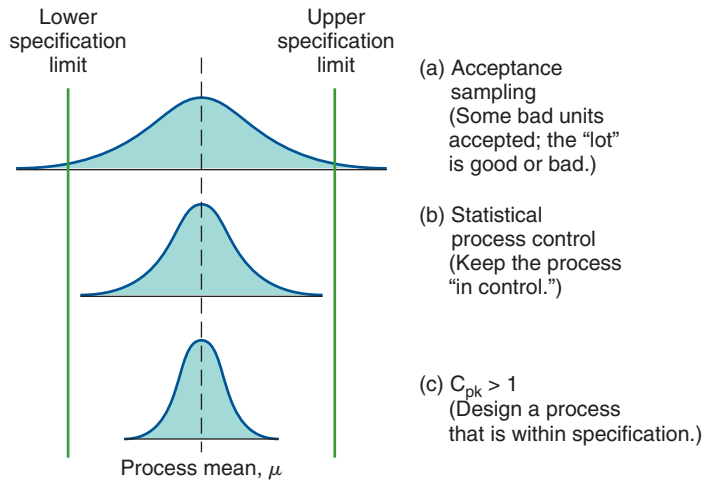 Lower
specification
limit
Upper
specification
limit
(a) Acceptance
sampling
(Some bad units
accepted; the “lot”
is good or bad.)
(b) Statistical
process control
(Keep the process
“in control.”)
(c) Cpk > 1
(Design a process
that is within specification.)
Process mean, μ